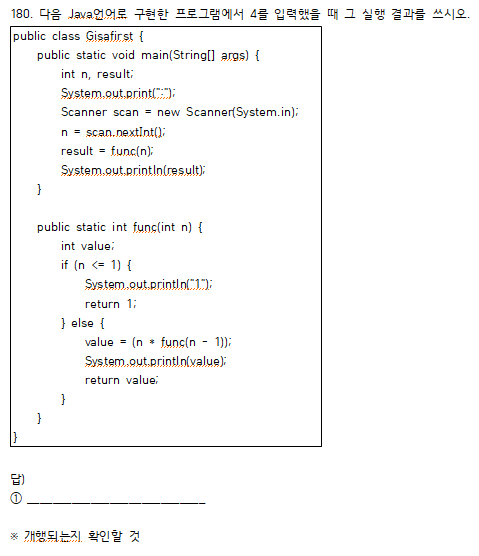 180. 다음 Java언어로 구현한 프로그램에서 4를 입력했을 때 그 실행 결과를 쓰시오.
public class Gisafirst {
    public static void main(String[] args) {
        int n, result;
        System.out.print(":");
        Scanner scan = new Scanner(System.in);
        n = scan.nextInt();
        result = func(n);
        System.out.println(result);
    }

    public static int func(int n) {
        int value;
        if (n <= 1) {
            System.out.println("1");
            return 1;
        } else {
            value = (n * func(n - 1));
            System.out.println(value);
            return value;
        }
    }
}
답)
① ____________________________
※ 개행되는지 확인할 것